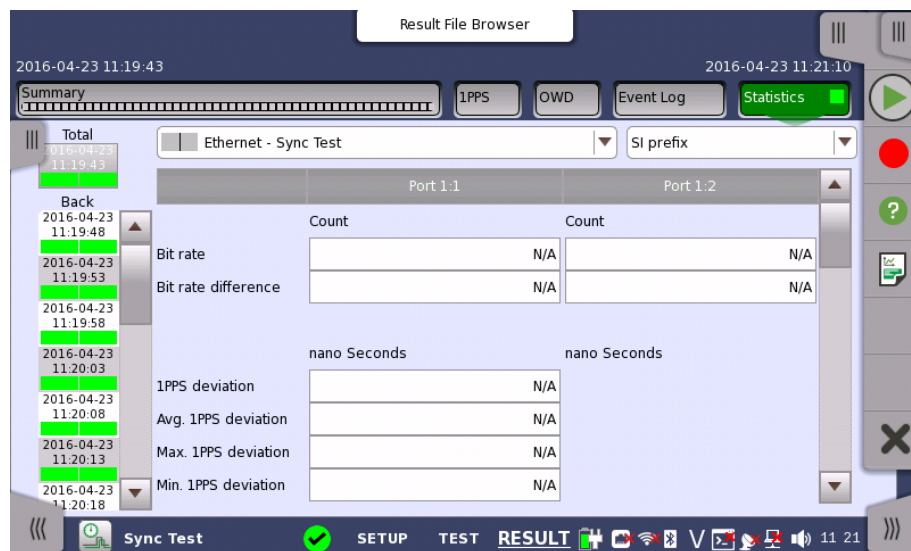 Result File Browser
2016-04-23 11:19:43
2016-04-23 11:21:10
Summary
1PPS
OWD
Event Log
Statistics
Total
2016-04-23
11:19:43
Back
2016-04-23
11:19:48
2016-04-23
11:19:53
2016-04-23
11:19:58
2016-04-23
11:20:03
2016-04-23
11:20:08
2016-04-23
11:20:13
2016-04-23
11:20:18
Ethernet - Sync Test
SI prefix
Port 1:1 Port 1:2
Count Count
Bit rate N/A N/A
Bit rate difference N/A N/A
nano Seconds nano Seconds
1PPS deviation N/A
Avg. 1PPS deviation N/A
Max. 1PPS deviation N/A
Min. 1PPS deviation N/A
Sync Test SETUP TEST RESULT V 11 21